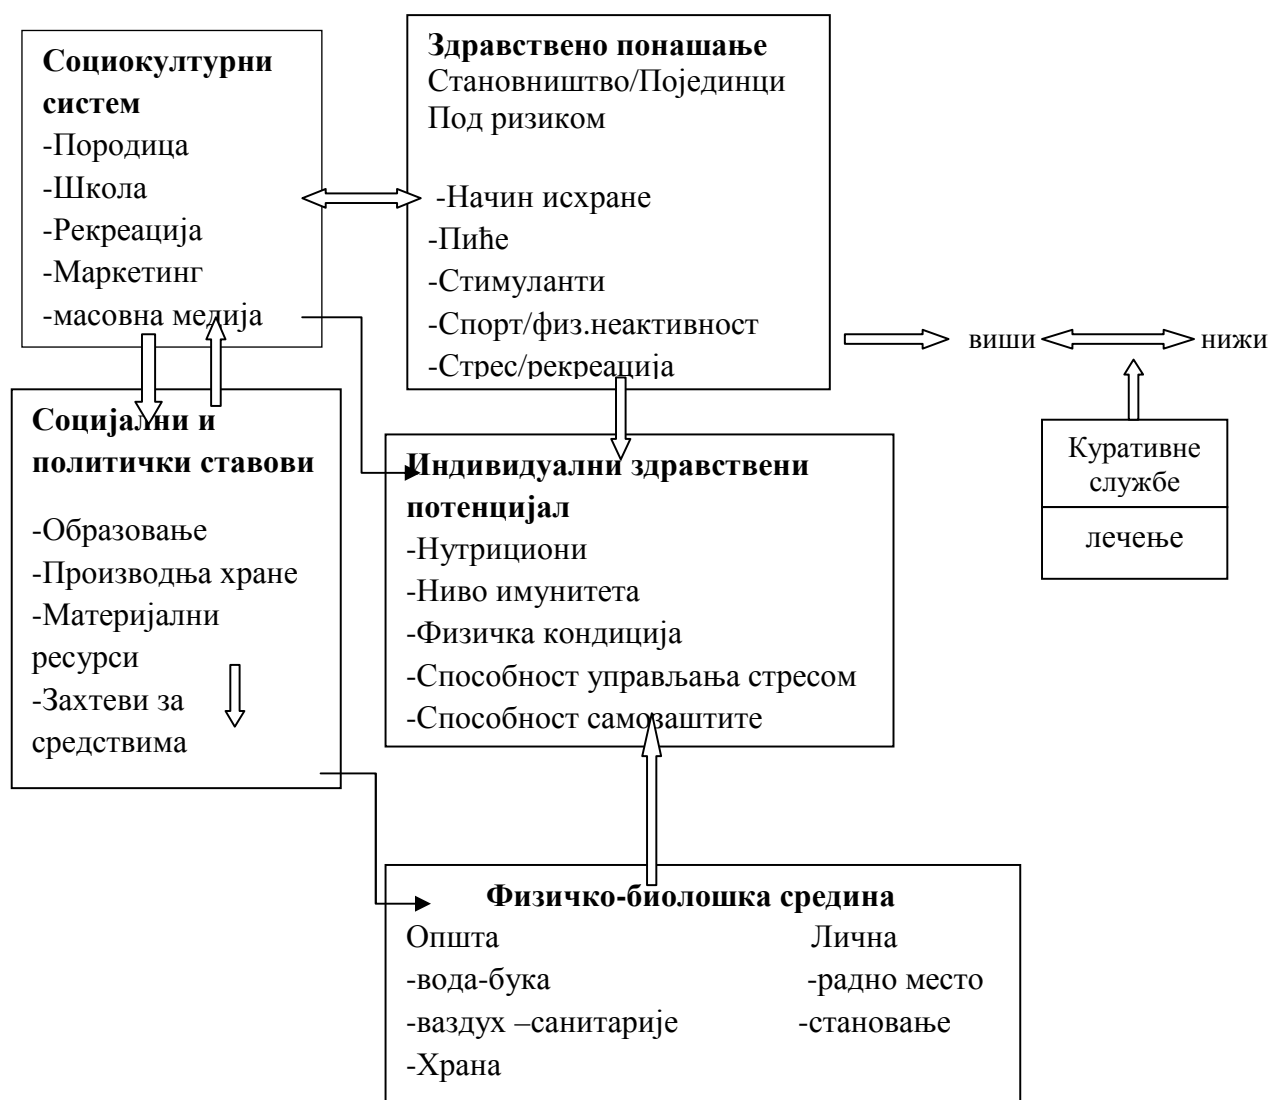 Социокултурни
систем
-Породица
-Школа
-Рекреација
-Маркетинг
-масовна медија
Здравствено понашање
Становништво/Појединци
Под ризиком
-Начин исхране
-Пиће
-Стимуланти
-Спорт/физ.неактивност
-Стрес/рекреација
виши
нижи
Куративне
службе
лечење
Социјални и
политички ставови
-Образовање
-Производња хране
-Материјални
ресурси
-Захтеви за
средствима
Индивидуални здравствени
потенцијал
-Нутрициони
-Ниво имунитета
-Физичка кондиција
-Способност управљања стресом
-Способност самозаштите
Физичко-биолошка средина
Општа Лична
-вода-бука -радно место
-ваздух –санитарије -становање
-Храна